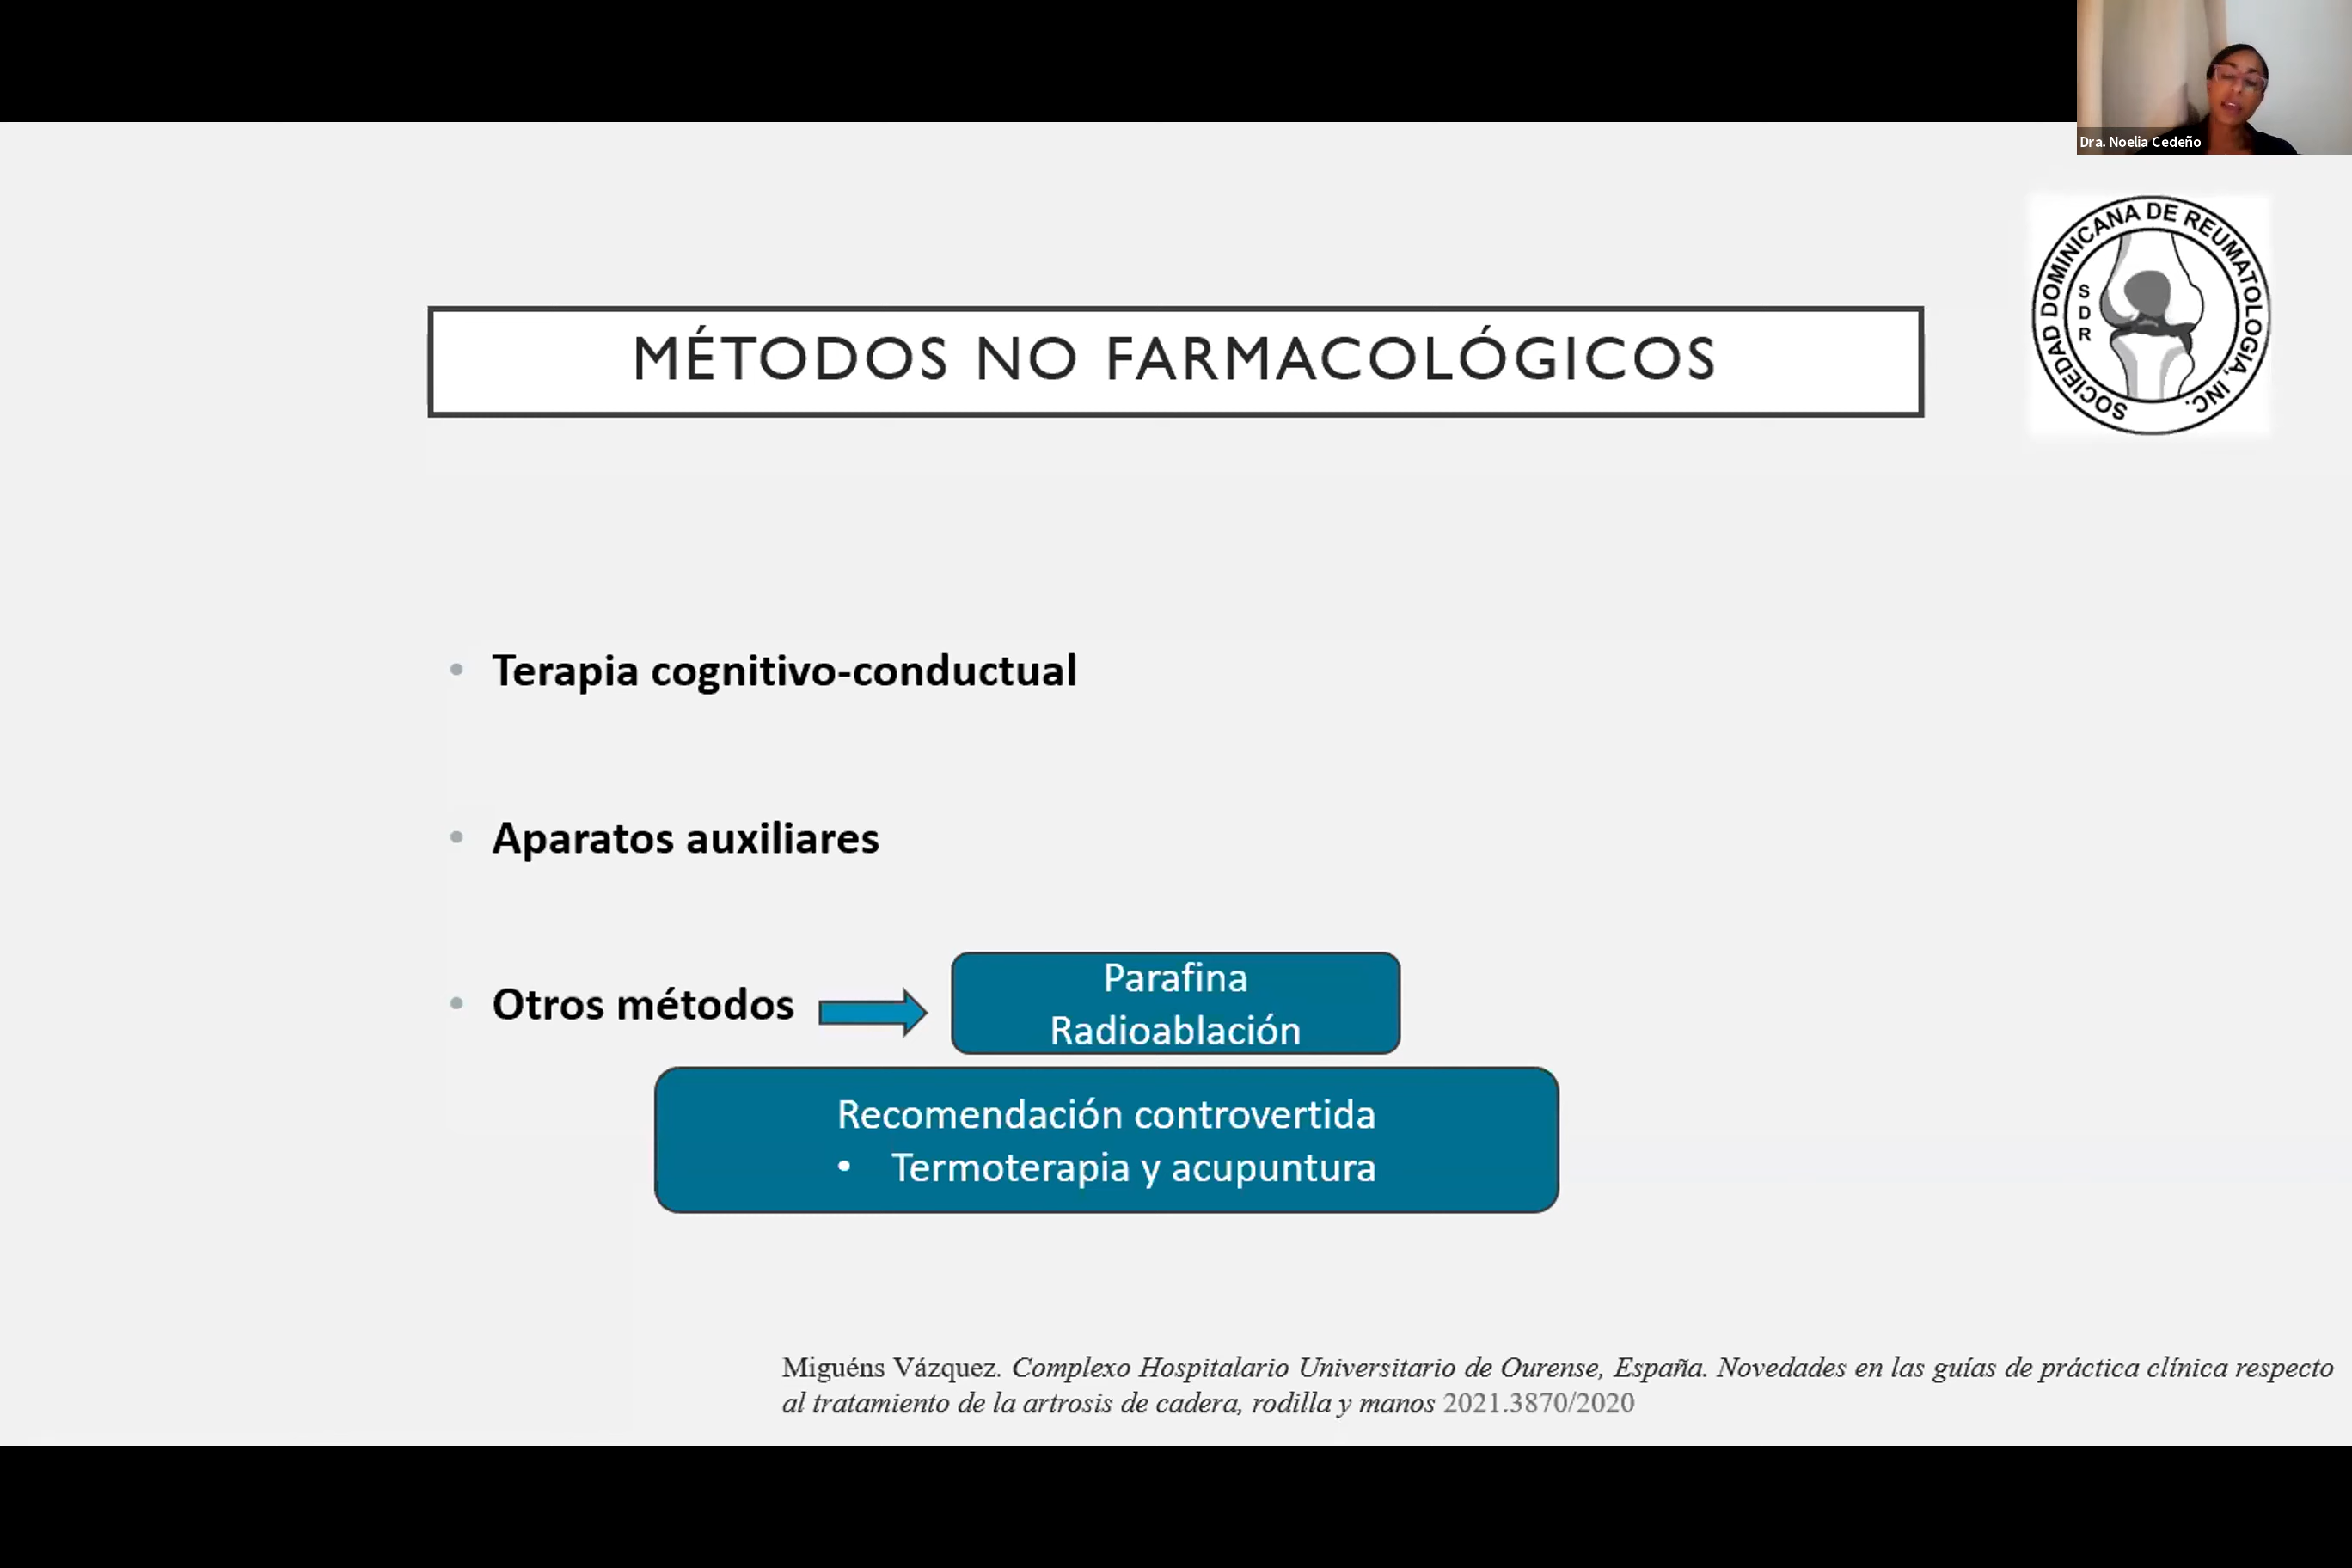 Dra. Noelia Cedeño
SOCIEDAD DOMINICANA DE REUMATOLOGIA, INC.
S
D
R
MÉTODOS NO FARMACOLÓGICOS
• Terapia cognitivo-conductual
• Aparatos auxiliares
• Otros métodos
Parafina
Radioablación
Recomendación controvertida
• Termoterapia y acupuntura
Miguéns Vázquez. Complexo Hospitalario Universitario de Ourense, España. Novedades en las guías de práctica clínica respecto
al tratamiento de la artrosis de cadera, rodilla y manos 2021.3870/2020